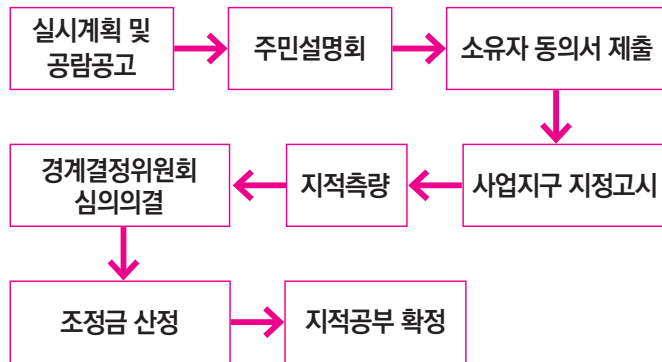 실시계획 및
공람공고
주민설명회
소유자 동의서 제출
사업지구 지정고시
지적측량
경계결정위원회
심의의결
조정금 산정
지적공부 확정